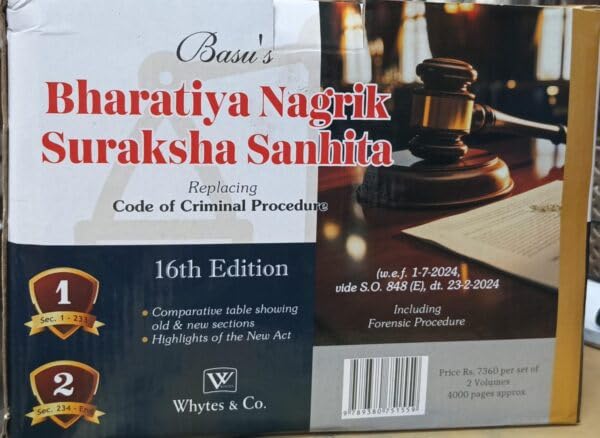 Basu's
Bharatiya Nagrik
Suraksha Sanhita
Replacing
Code of Criminal Procedure
16th Edition
• Comparative table showing
old & new sections
• Highlights of the New Act
1
Sec. 1 - 233
2
Sec. 234 - End
W
Whytes & Co.
(w.e.f. 1-7-2024,
vide S.O. 848 (E), dt. 23-2-2024
Including
Forensic Procedure
9789380751559
Price Rs. 7360 per set of
2 Volumes
4000 pages approx.